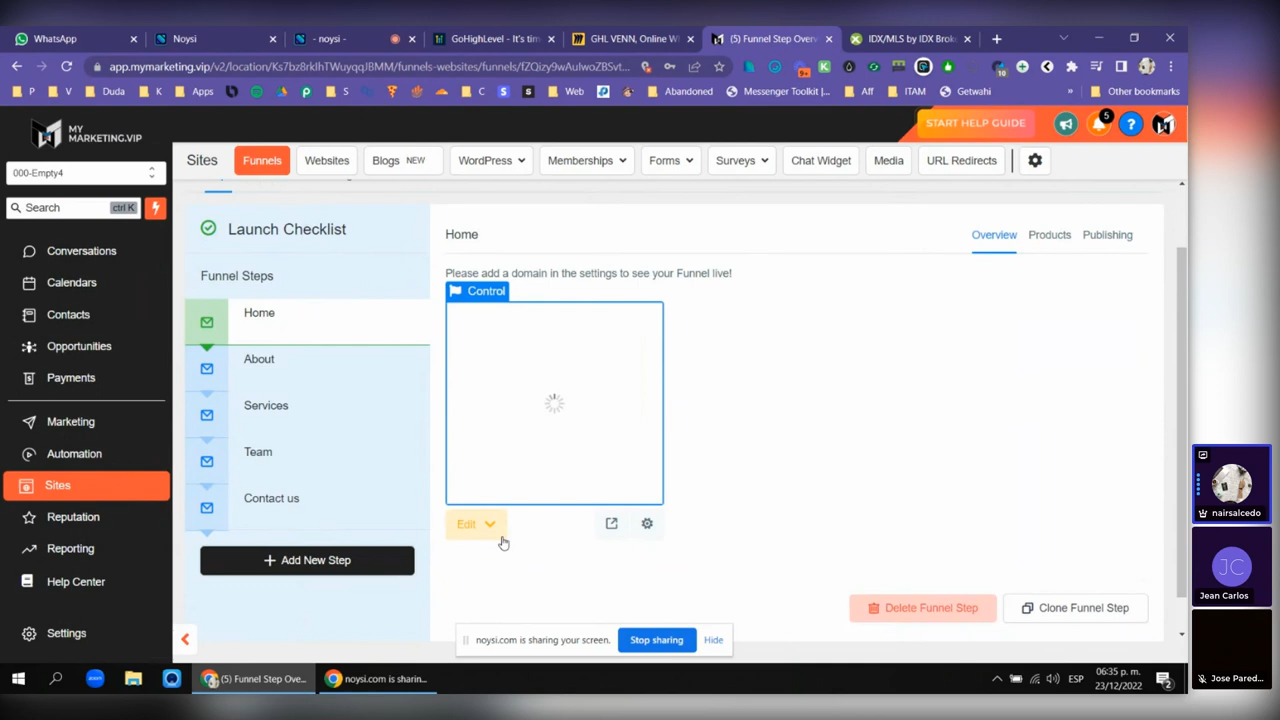 WhatsApp
Noysi
- noysi -
GoHighLevel - It's tim
GHL VENN, Online W
(5) Funnel Step Over
IDX/MLS by IDX Brok
app.mymarketing.vip/v2/location/Ks7bz8rklhTWuyqqJ8MM/funnels-websites/funnels/fZQizy9wAulwoZBSvt...
9+
K
10
P
V
Duda
K
Apps
S
C
S
s
Web
Abandoned
Messenger Toolkit |...
Aff
ITAM
Getwahi
»
Other bookmarks
MY
MARKETING.VIP
START HELP GUIDE
5
?
000-Empty4
Sites
Funnels
Websites
Blogs NEW
WordPress
Memberships
Forms
Surveys
Chat Widget
Media
URL Redirects
Search
ctrl K
Conversations
Calendars
Contacts
Opportunities
Payments
Marketing
Automation
Sites
Reputation
Reporting
Help Center
Settings
Launch Checklist
Funnel Steps
Home
About
Services
Team
Contact us
+ Add New Step
Home
Overview
Products
Publishing
Please add a domain in the settings to see your Funnel live!
Control
Edit
Delete Funnel Step
Clone Funnel Step
noysi.com is sharing your screen.
Stop sharing
Hide
nairsalcedo
JC
Jean Carlos
Jose Pared...
zoom
(5) Funnel Step Ove...
noysi.com is sharin...
ESP
06:35 p. m.
23/12/2022
2